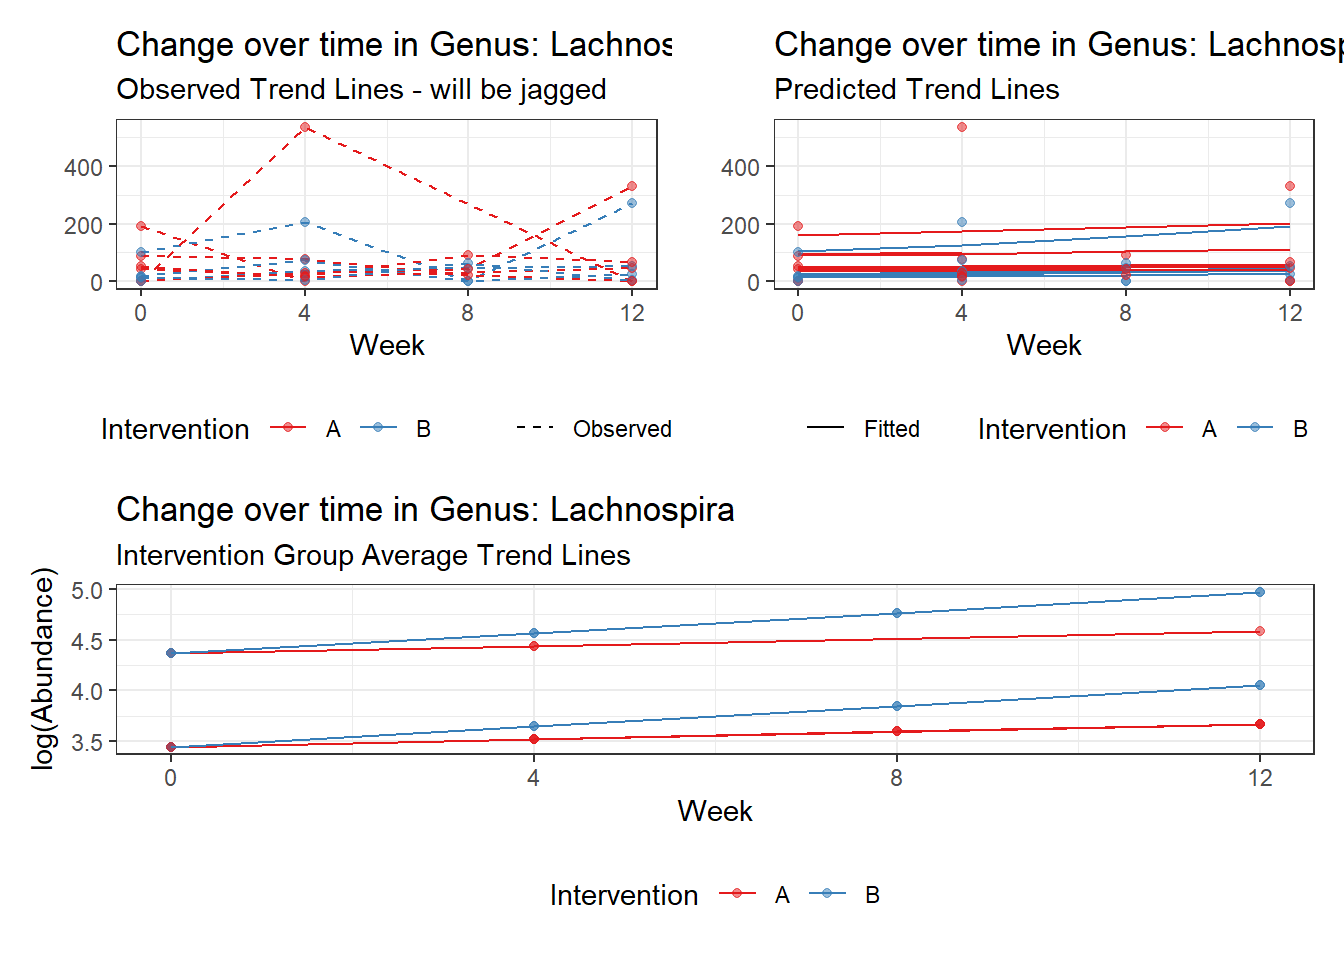 Change over time in Genus: Lachnos
Observed Trend Lines - will be jagged
400
200
0
0 4 8 12
Week
Intervention A B Observed
Change over time in Genus: Lachnosp
Predicted Trend Lines
400
200
0
0 4 8 12
Week
Fitted Intervention A B
Change over time in Genus: Lachnospira
Intervention Group Average Trend Lines
log(Abundance)
5.0
4.5
4.0
3.5
0 4 8 12
Week
Intervention A B